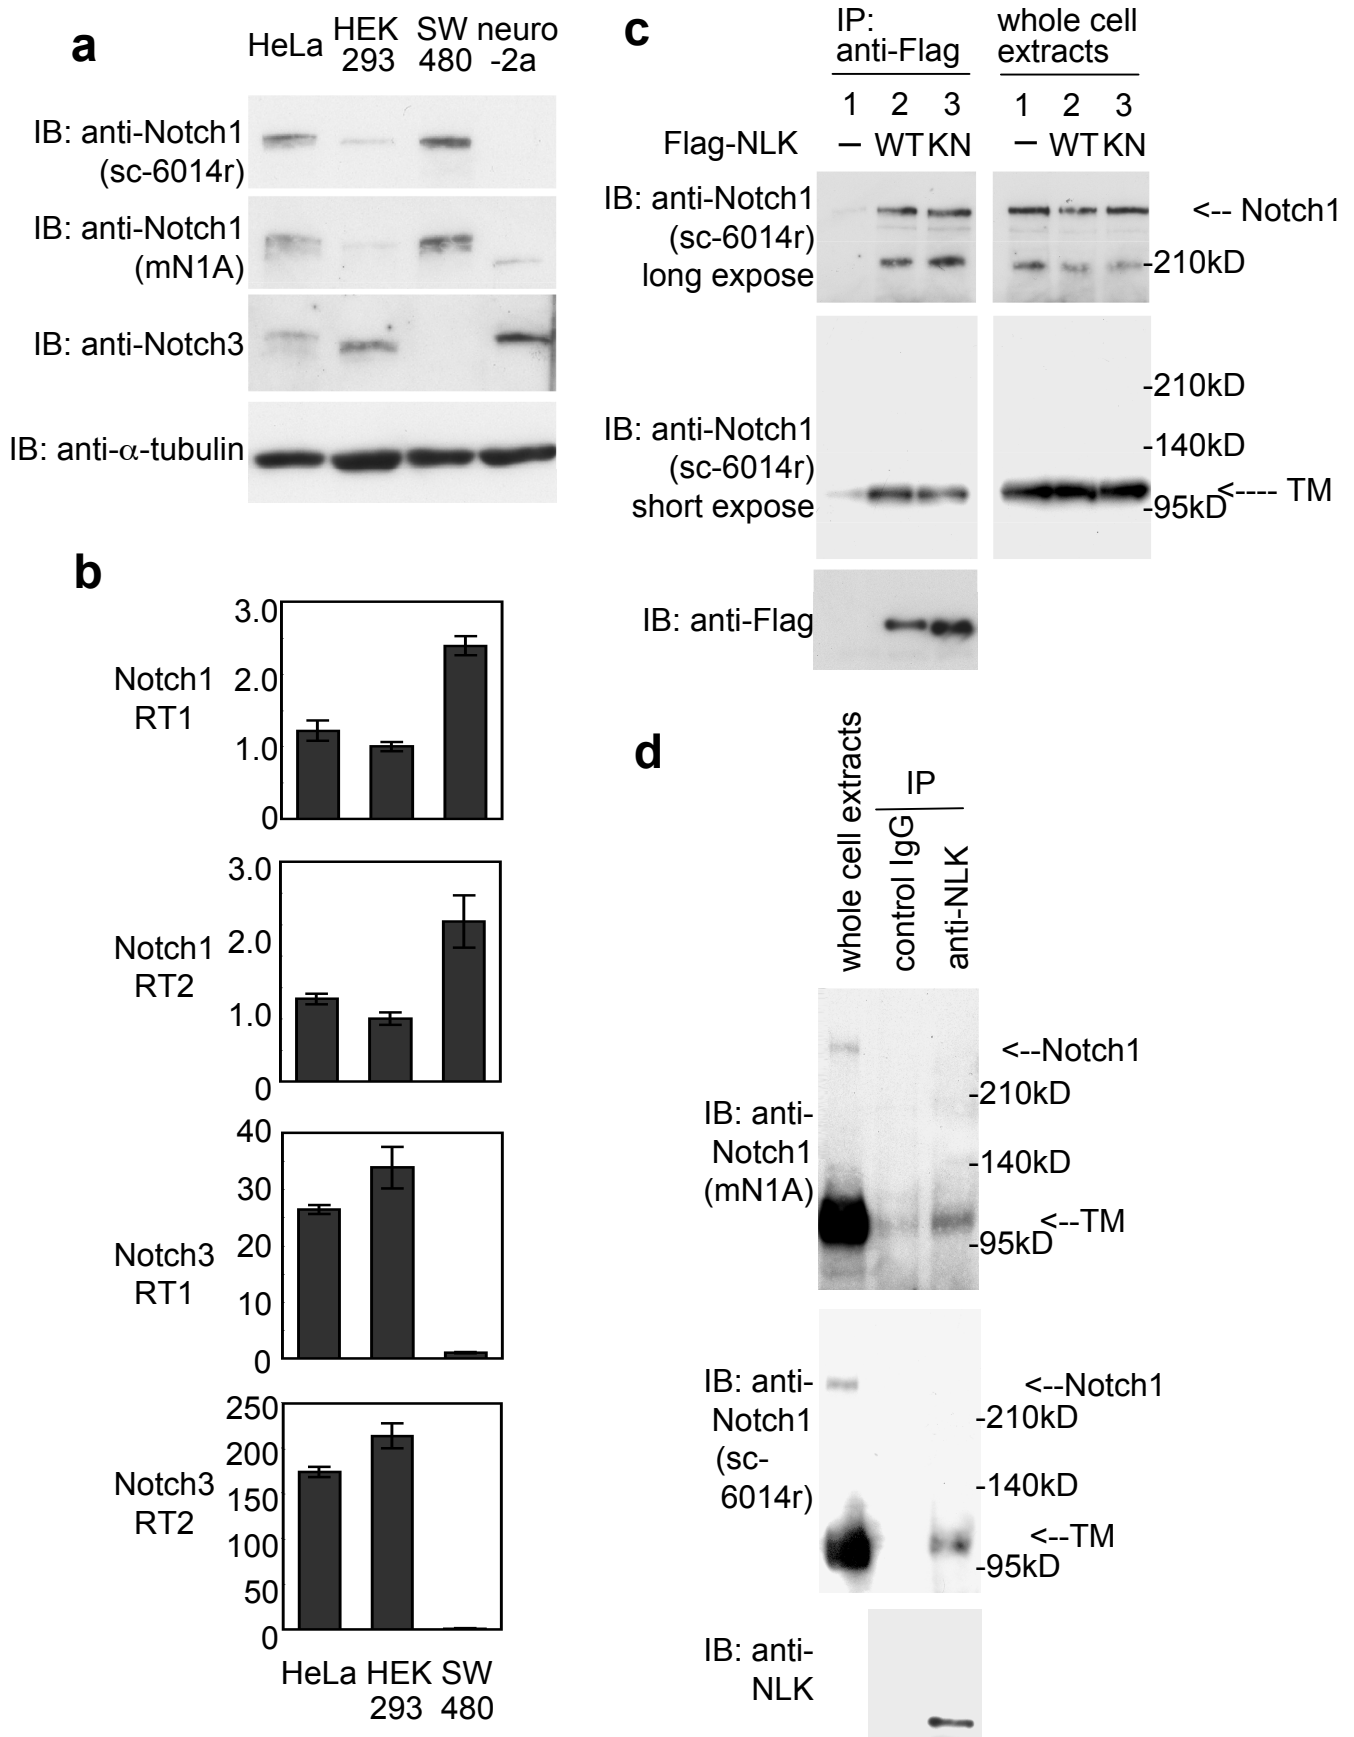 a
HeLa HEK 293 SW 480 neuro -2a
IB: anti-Notch1
(sc-6014r)
IB: anti-Notch1
(mN1A)
IB: anti-Notch3
IB: anti-α-tubulin
b
Notch1
RT1
3.0
2.0
1.0
0
Notch1
RT2
3.0
2.0
1.0
0
Notch3
RT1
40
30
20
10
0
Notch3
RT2
250
200
150
100
50
0
HeLa HEK 293 SW 480
c
IP:
anti-Flag
whole cell
extracts
1 2 3 1 2 3
Flag-NLK – WT KN – WT KN
IB: anti-Notch1
(sc-6014r)
long expose
<-- Notch1
-210kD
IB: anti-Notch1
(sc-6014r)
short expose
-210kD
-140kD
<---- TM
-95kD
IB: anti-Flag
d
whole cell extracts
IP
control IgG
anti-NLK
IB: anti-
Notch1
(mN1A)
<--Notch1
-210kD
-140kD
<--TM
-95kD
IB: anti-
Notch1
(sc-
6014r)
<--Notch1
-210kD
-140kD
<--TM
-95kD
IB: anti-
NLK